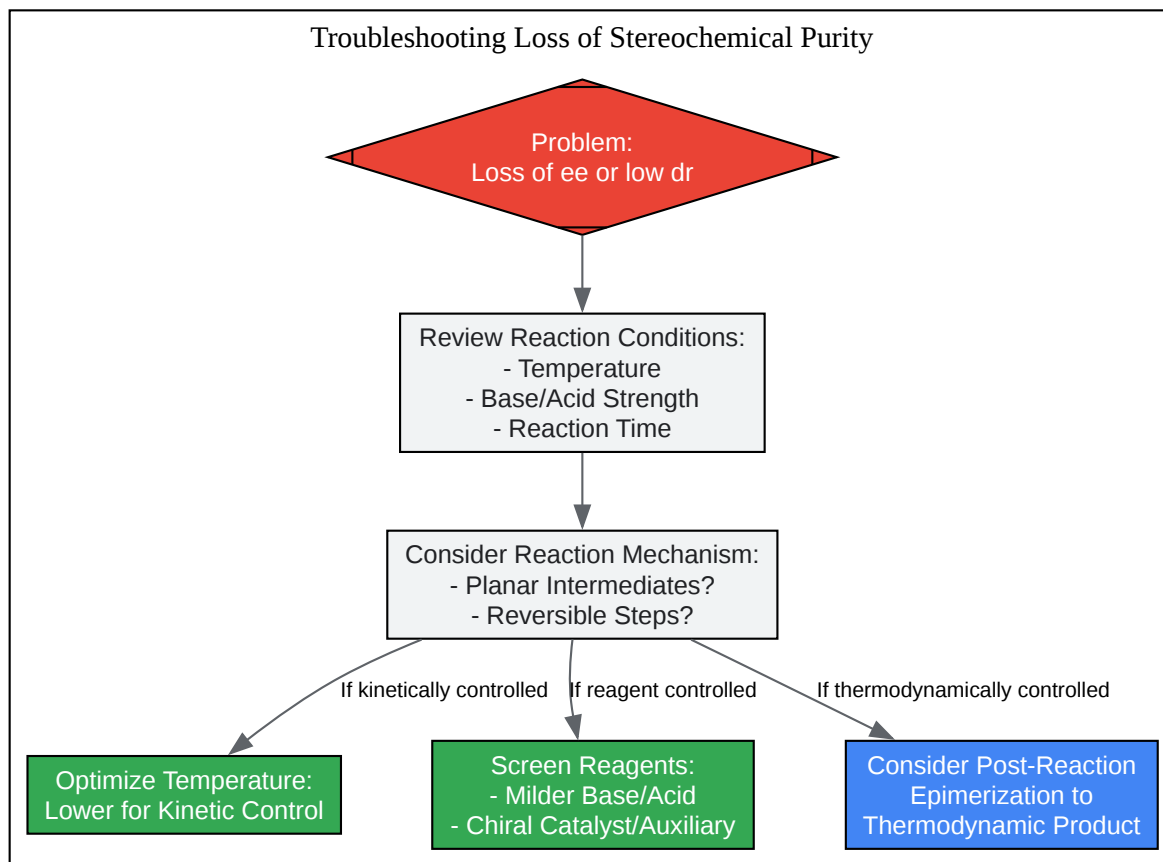 Troubleshooting Loss of Stereochemical Purity
Problem:
Loss of ee or low dr
Review Reaction Conditions:
- Temperature
- Base/Acid Strength
- Reaction Time
Consider Reaction Mechanism:
- Planar Intermediates?
- Reversible Steps?
If kinetically controlled
If reagent controlled
If thermodynamically controlled
Optimize Temperature:
Lower for Kinetic Control
Screen Reagents:
- Milder Base/Acid
- Chiral Catalyst/Auxiliary
Consider Post-Reaction
Epimerization to
Thermodynamic Product